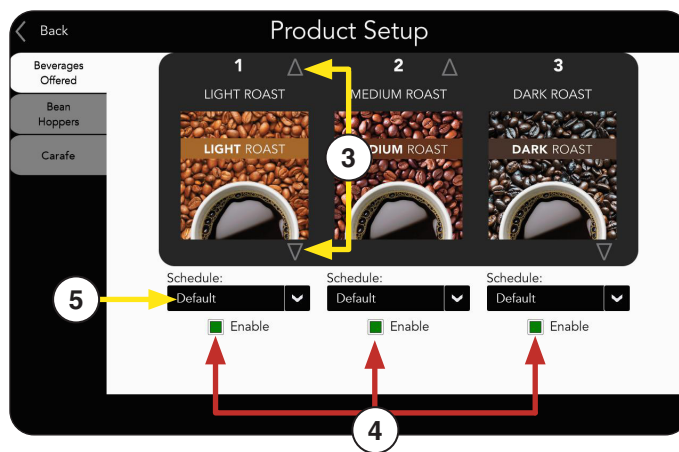 Back
Product Setup
Beverages
Offered
Bean
Hoppers
Carafe
1
2
3
LIGHT ROAST
MEDIUM ROAST
DARK ROAST
LIGHT ROAST
DIUM ROAST
DARK ROAST
3
Schedule:
Schedule:
Schedule:
Default
Default
Default
5
Enable
Enable
Enable
4